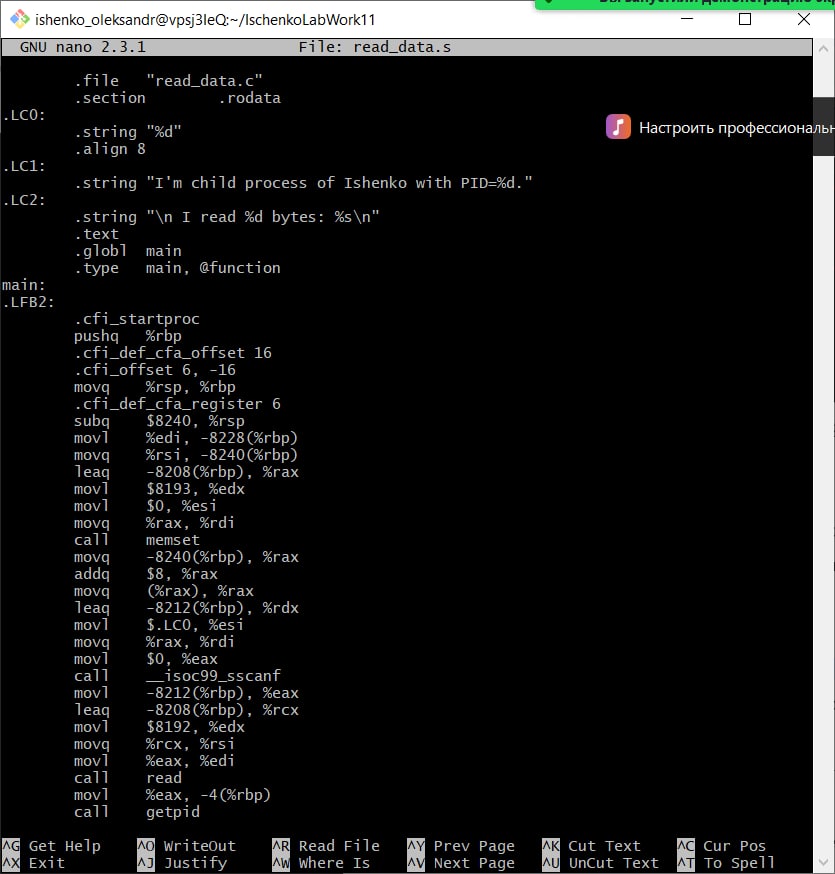 ishenko_oleksandr@vpsj3IeQ:~/IschenkoLabWork11
GNU nano 2.3.1 File: read_data.s
.file "read_data.c"
.section .rodata
.LC0:
.string "%d"
.align 8
.LC1:
.string "I'm child process of Ishenko with PID=%d."
.LC2:
.string "\n I read %d bytes: %s\n"
.text
.globl main
.type main, @function
main:
.LFB2:
.cfi_startproc
pushq %rbp
.cfi_def_cfa_offset 16
.cfi_offset 6, -16
movq %rsp, %rbp
.cfi_def_cfa_register 6
subq $8240, %rsp
movl %edi, -8228(%rbp)
movq %rsi, -8240(%rbp)
leaq -8208(%rbp), %rax
movl $8193, %edx
movl $0, %esi
movq %rax, %rdi
call memset
movq -8240(%rbp), %rax
addq $8, %rax
movq (%rax), %rax
leaq -8212(%rbp), %rdx
movl $.LC0, %esi
movq %rax, %rdi
movl $0, %eax
call __isoc99_sscanf
movl -8212(%rbp), %eax
leaq -8208(%rbp), %rcx
movl $8192, %edx
movq %rcx, %rsi
movl %eax, %edi
call read
movl %eax, -4(%rbp)
call getpid
^G Get Help ^O WriteOut ^R Read File ^Y Prev Page ^K Cut Text ^C Cur Pos
^X Exit ^J Justify ^W Where Is ^V Next Page ^U UnCut Text ^T To Spell
Настроить профессиональн